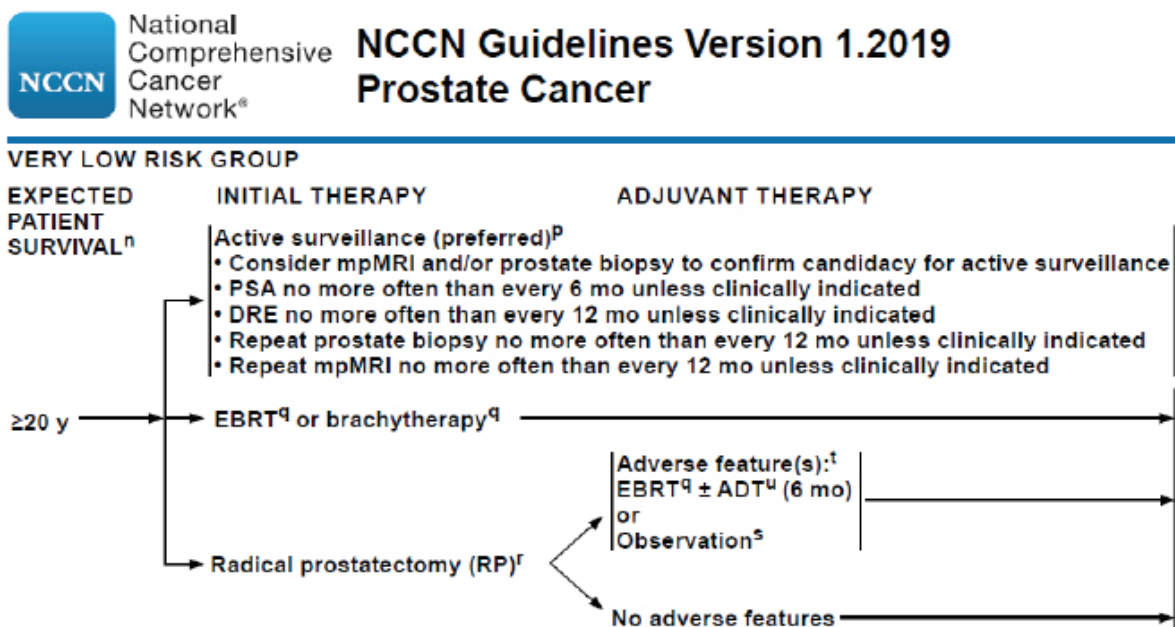 National
Comprehensive
NCCN Cancer
Network®
NCCN Guidelines Version 1.2019
Prostate Cancer
VERY LOW RISK GROUP
EXPECTED
PATIENT
SURVIVALⁿ
INITIAL THERAPY
ADJUVANT THERAPY
Active surveillance (preferred)ᵖ
• Consider mpMRI and/or prostate biopsy to confirm candidacy for active surveillance
• PSA no more often than every 6 mo unless clinically indicated
• DRE no more often than every 12 mo unless clinically indicated
• Repeat prostate biopsy no more often than every 12 mo unless clinically indicated
• Repeat mpMRI no more often than every 12 mo unless clinically indicated
≥20 y
EBRTq or brachytherapyq
Adverse feature(s):ᵗ
EBRTq ± ADTᵘ (6 mo)
or
Observationˢ
Radical prostatectomy (RP)ʳ
No adverse features